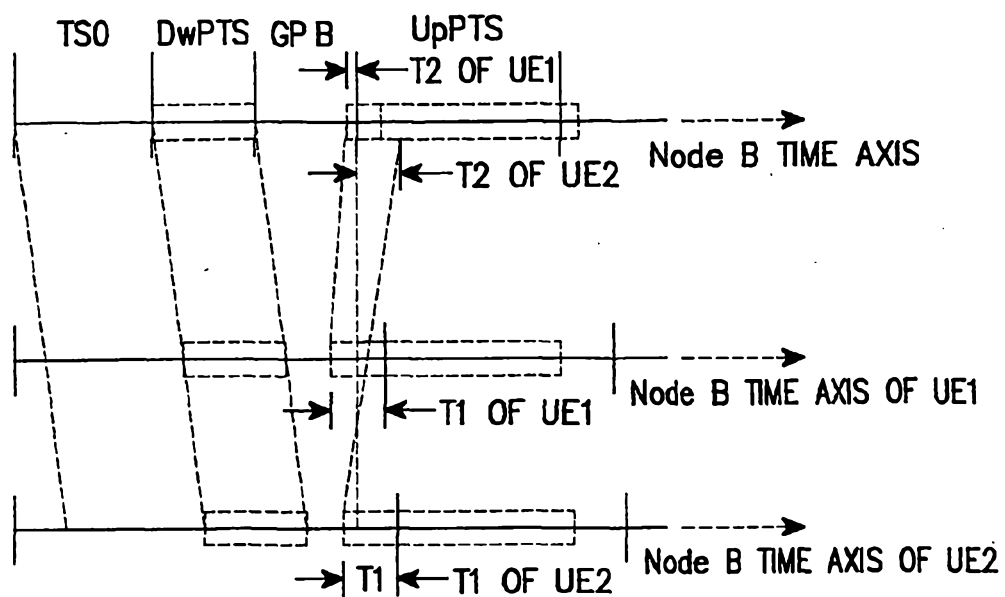 TS0 DwPTS GP B UpPTS
T2 OF UE1
Node B TIME AXIS
T2 OF UE2
Node B TIME AXIS OF UE1
T1 OF UE1
Node B TIME AXIS OF UE2
T1 T1 OF UE2